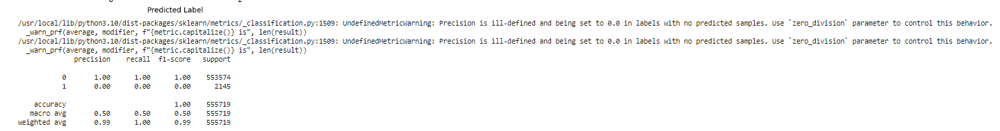 Predicted Label
/usr/local/lib/python3.10/dist-packages/sklearn/metrics/_classification.py:1509: UndefinedMetricWarning: Precision is ill-defined and being set to 0.0 in labels with no predicted samples. Use `zero_division` parameter to control this behavior.
_warn_prf(average, modifier, f"{metric.capitalize()} is", len(result))
/usr/local/lib/python3.10/dist-packages/sklearn/metrics/_classification.py:1509: UndefinedMetricWarning: Precision is ill-defined and being set to 0.0 in labels with no predicted samples. Use `zero_division` parameter to control this behavior.
_warn_prf(average, modifier, f"{metric.capitalize()} is", len(result))
precision recall f1-score support
0 1.00 1.00 1.00 553574
1 0.00 0.00 0.00 2145
accuracy 1.00 555719
macro avg 0.50 0.50 0.50 555719
weighted avg 0.99 1.00 0.99 555719